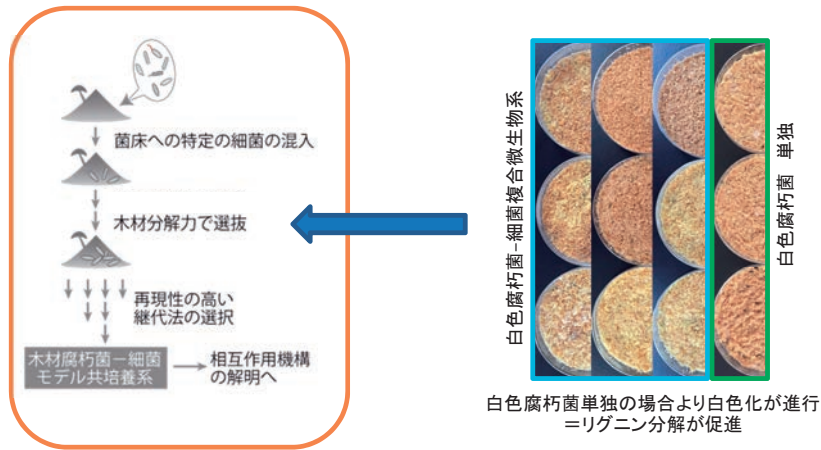 菌床への特定の細菌の混入
木材分解力で選抜
再現性の高い
継代法の選択
木材腐朽菌－細菌
モデル共培養系
相互作用機構
の解明へ
白色腐朽菌-細菌複合微生物系
白色腐朽菌 単独
白色腐朽菌単独の場合より白色化が進行
＝リグニン分解が促進